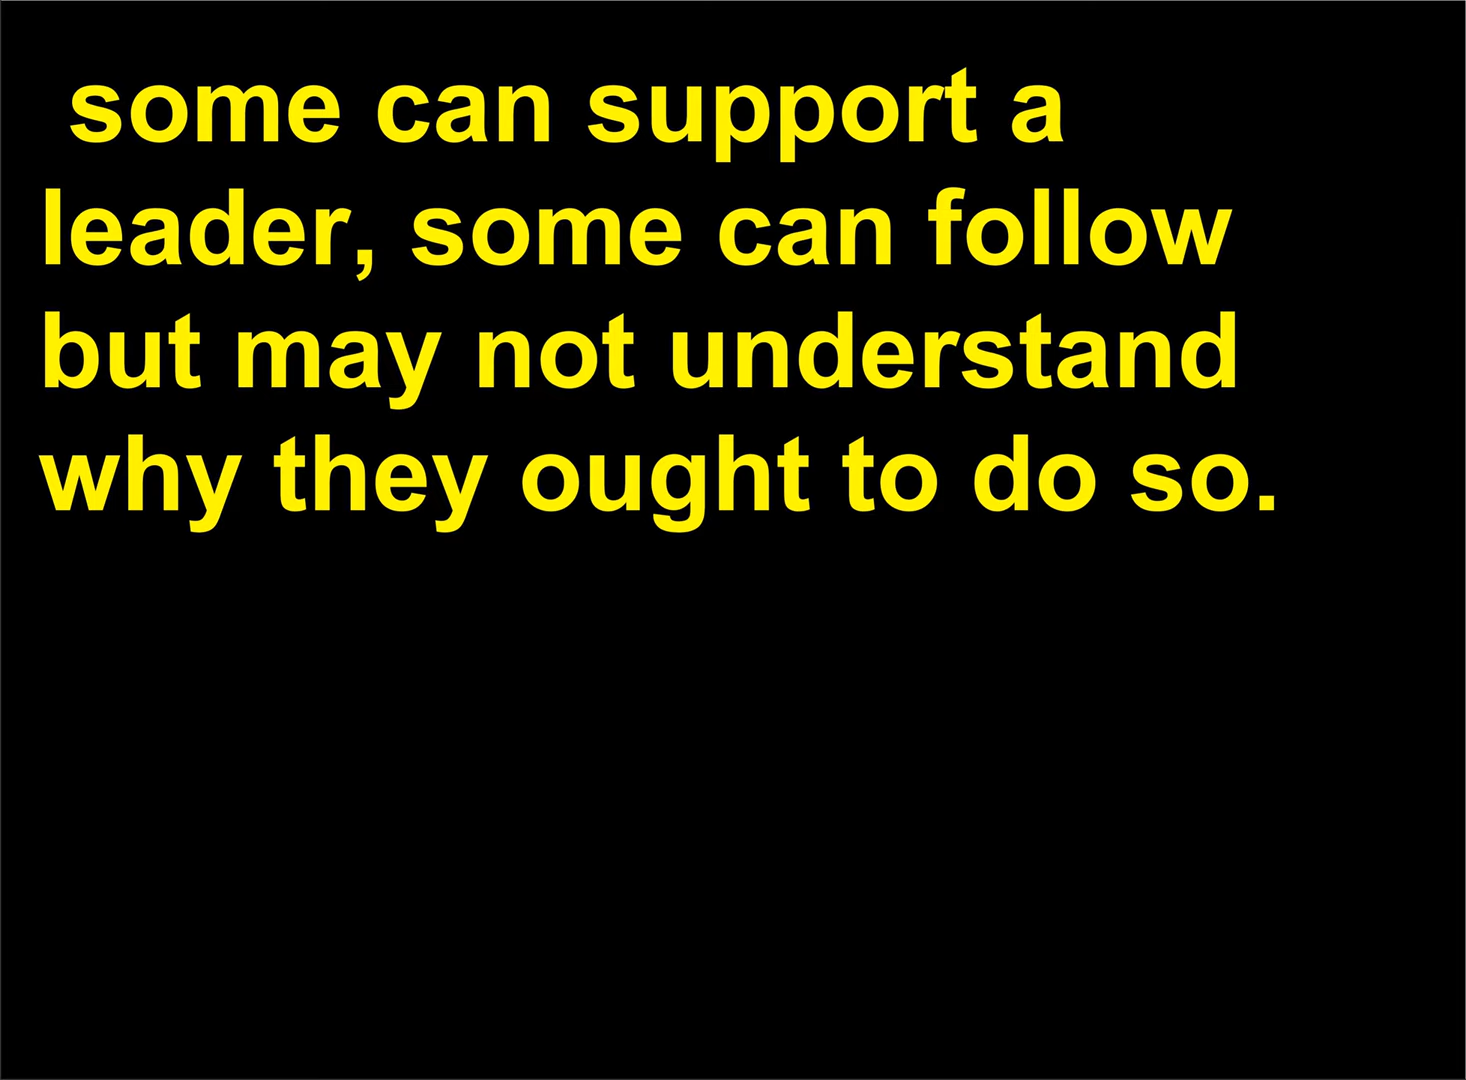 some can support a
leader, some can follow
but may not understand
why they ought to do so.